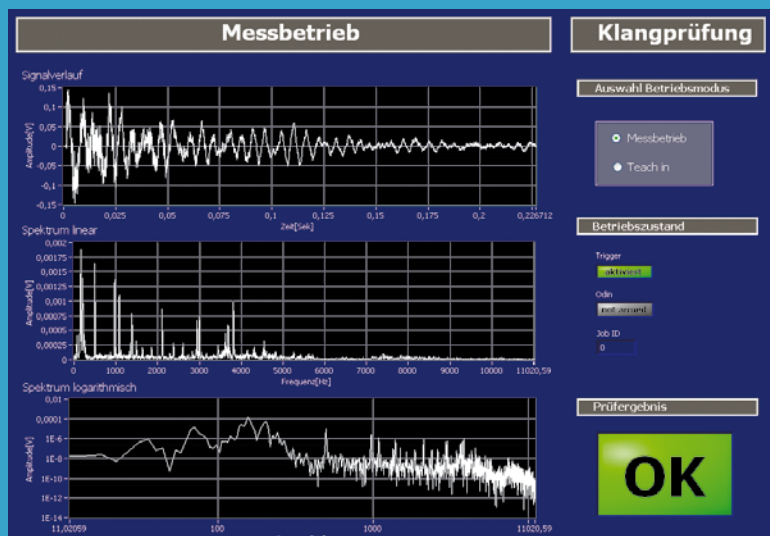 Messbetrieb
Klangprüfung
Signalverlauf
Amplitude[V]
0,15
0,1
0,05
0
-0,05
-0,1
-0,15
0
0,025
0,05
0,075
0,1
0,125
0,15
0,175
0,2
0,226712
Zeit[Sek]
Spektrum linear
Amplitude[V]
0,002
0,00175
0,0015
0,00125
0,001
0,00075
0,0005
0,00025
0
0
1000
2000
3000
4000
5000
6000
7000
8000
9000
10000
11020,59
Frequenz[Hz]
Spektrum logarithmisch
Amplitude[V]
0,01
0,0001
1E-6
1E-8
1E-10
1E-12
1E-14
11,02059
100
1000
11020,59
Auswahl Betriebsmodus
Messbetrieb
Teach in
Betriebszustand
Trigger
aktiviert
Odin
not armed
Job ID
0
Prüfergebnis
OK